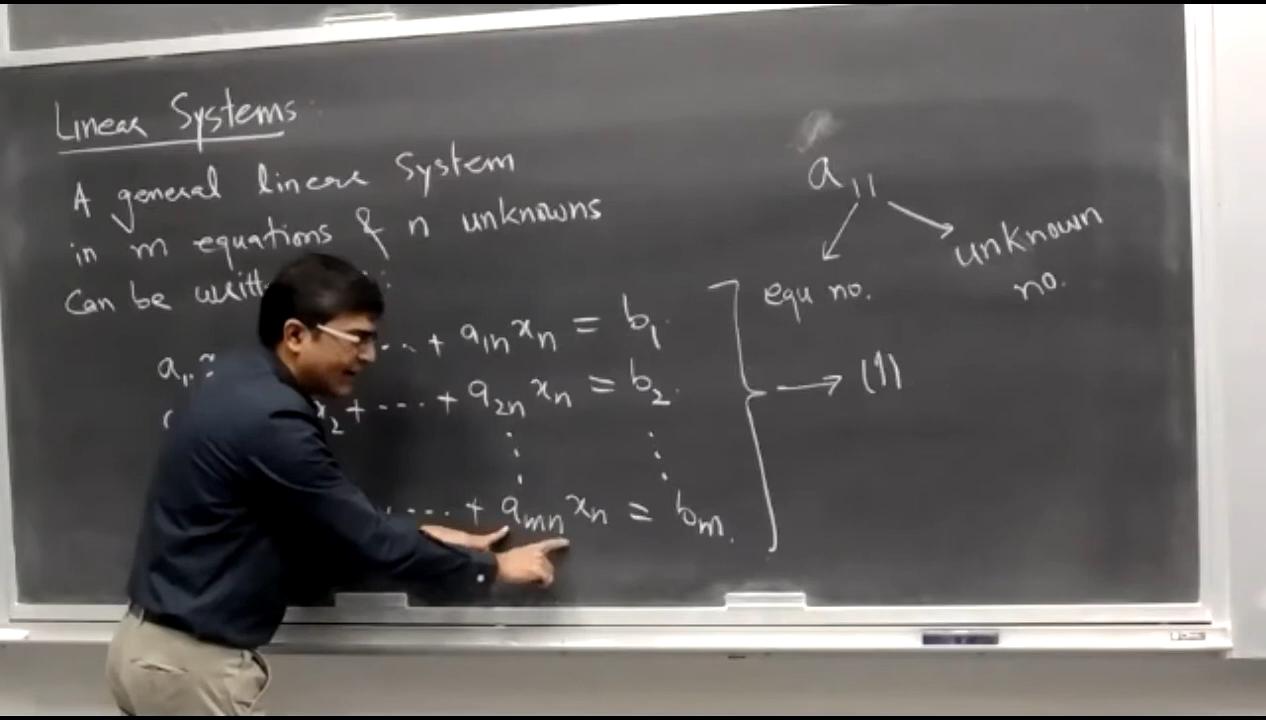 Linear Systems
A general linear System
in m equations & n unknowns
Can be
... + a₁ₙ xₙ = b₁.
x₂ + ... + a₂ₙ xₙ = b₂.
⋮ ⋮
... + aₘₙ xₙ = bₘ.
→ (1)
a₁₁
equ no.
unknown
no.